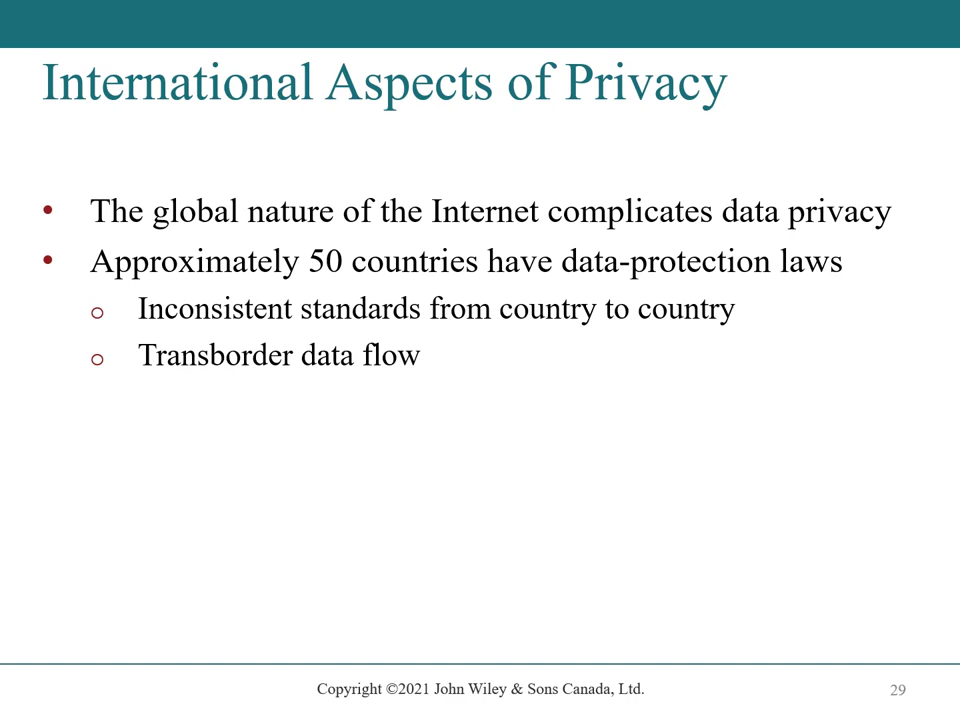 International Aspects of Privacy
• The global nature of the Internet complicates data privacy
• Approximately 50 countries have data-protection laws
o Inconsistent standards from country to country
o Transborder data flow
Copyright ©2021 John Wiley & Sons Canada, Ltd.
29